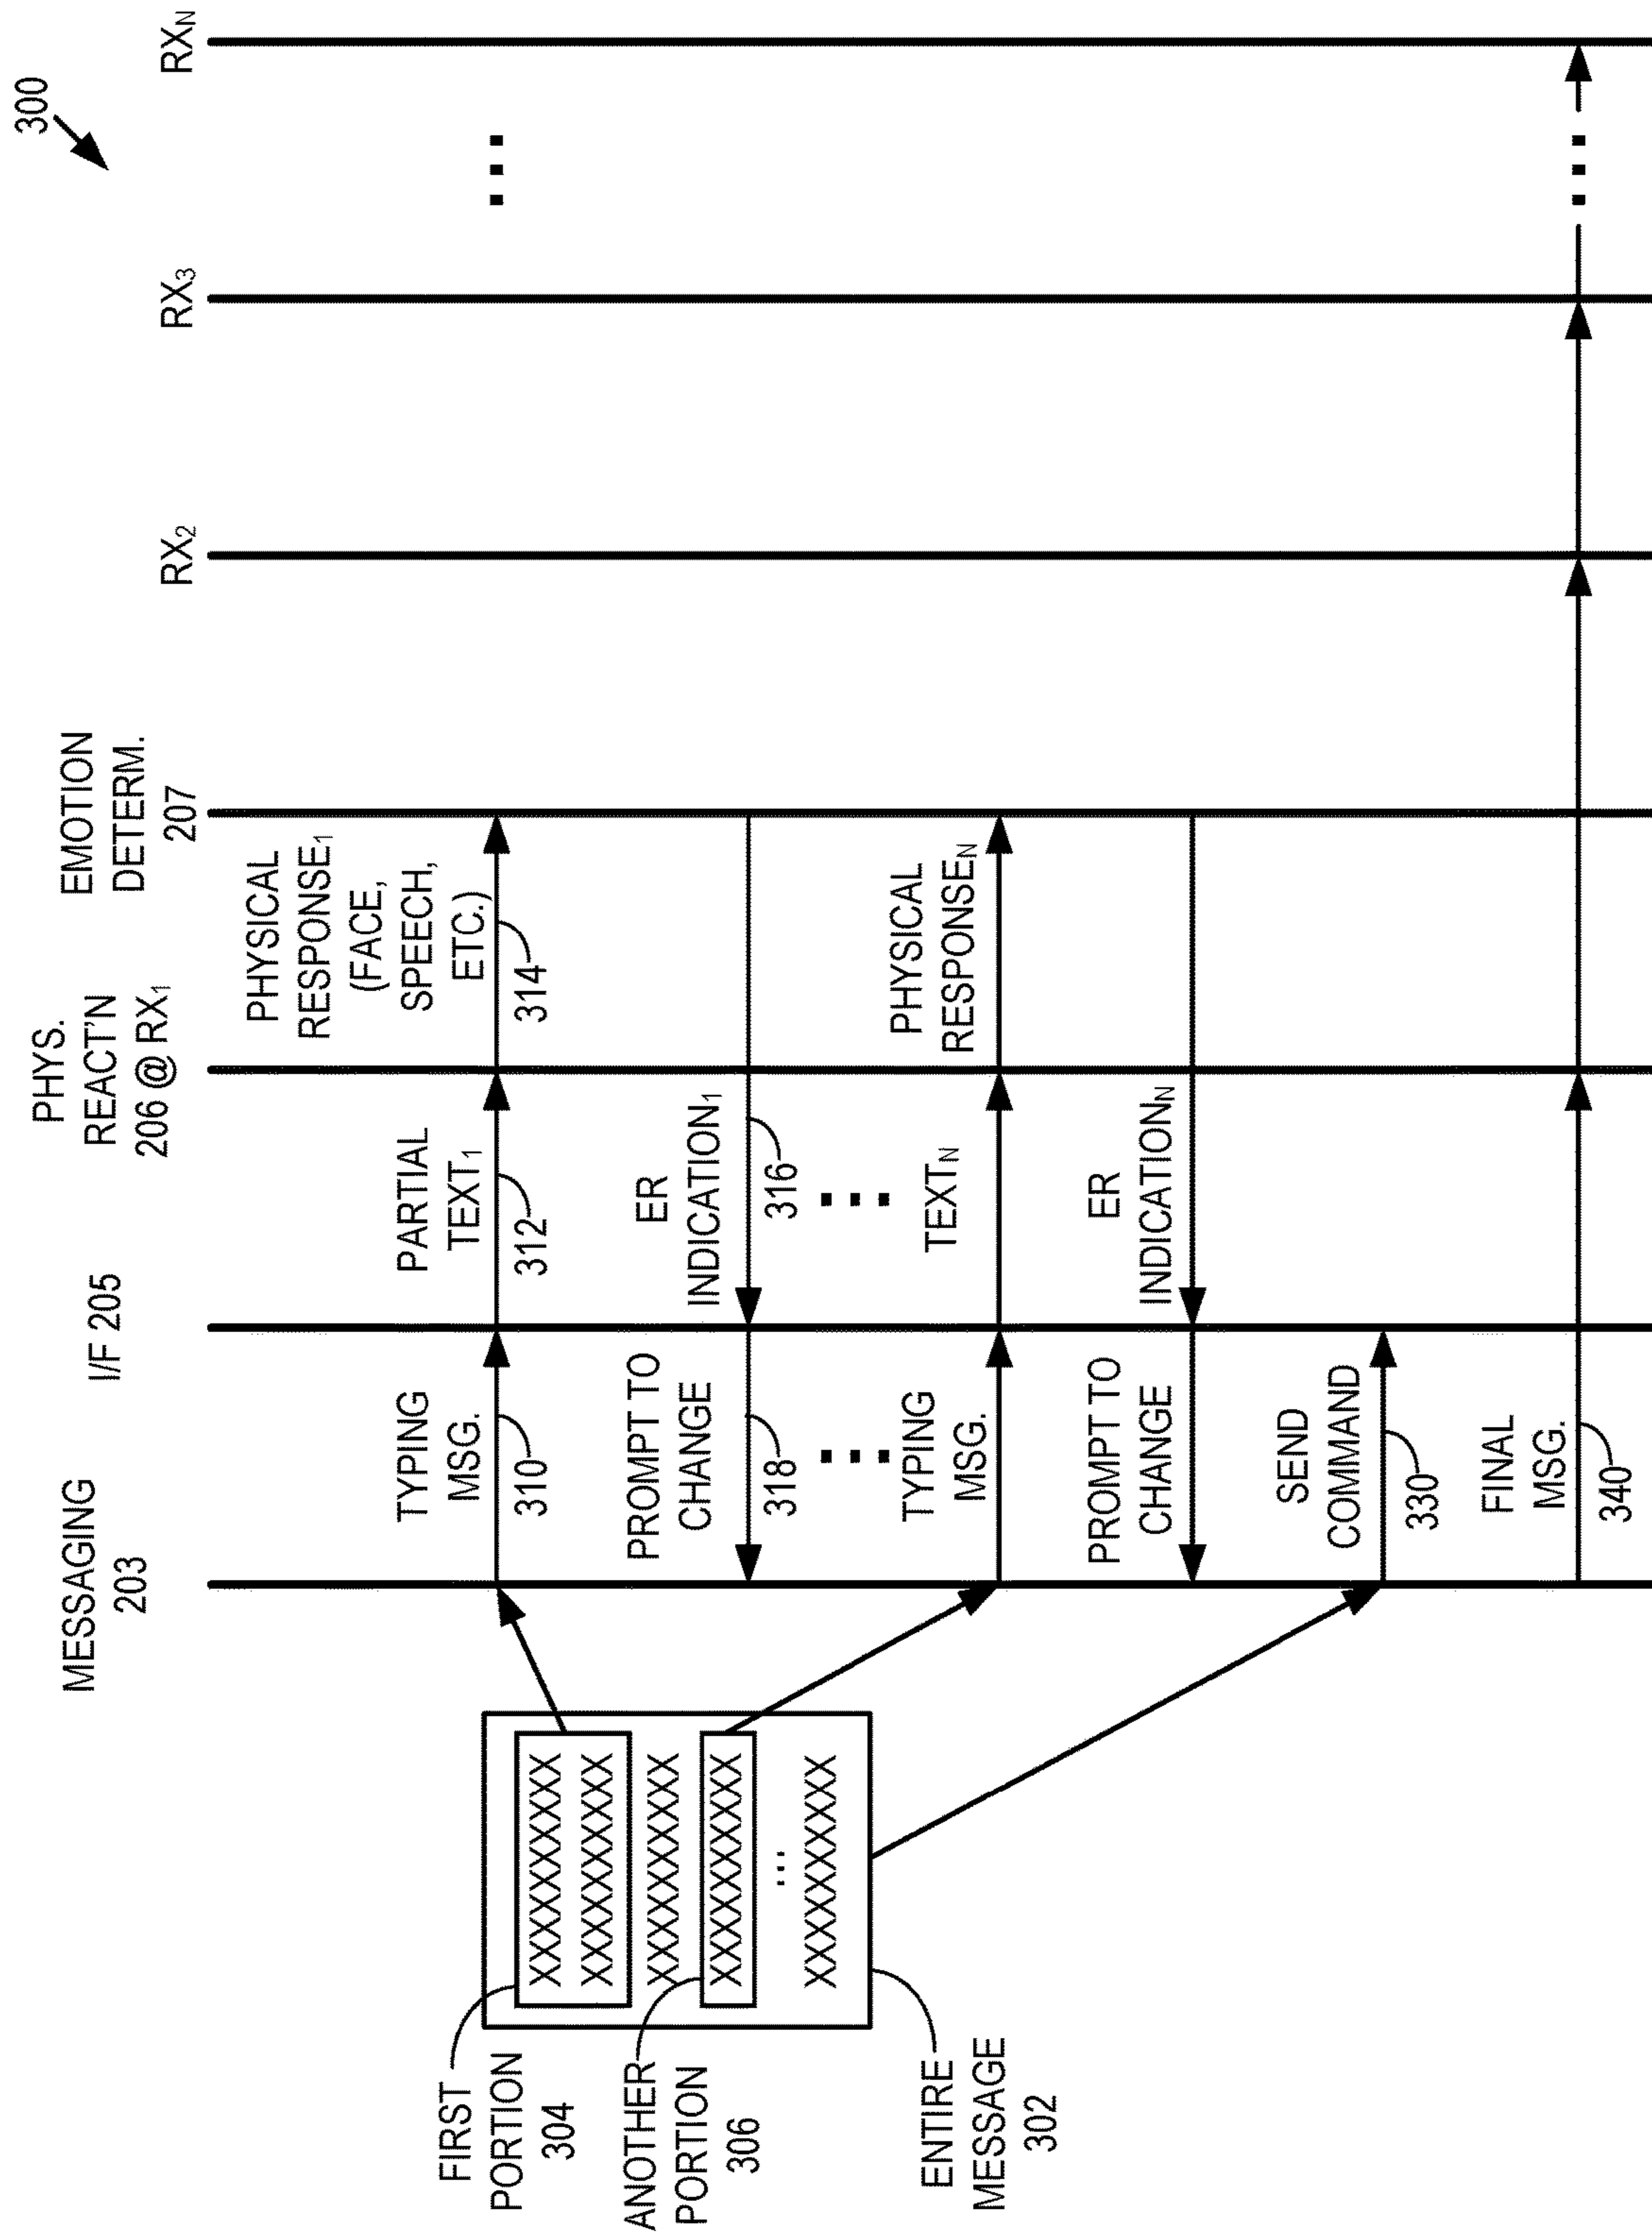 300
MESSAGING
203
I/F 205
PHYS.
REACT'N
206 @ RX1
EMOTION
DETERM.
207
RX2
RX3
RXN
FIRST
PORTION
304
ANOTHER
PORTION
306
ENTIRE
MESSAGE
302
XXXXXXXXXX
XXXXXXXXXX
XXXXXXXXXX
XXXXXXXXXX
...
XXXXXXXXXX
TYPING
MSG.
310
PARTIAL
TEXT1
312
PHYSICAL
RESPONSE1
(FACE,
SPEECH,
ETC.)
314
PROMPT TO
CHANGE
318
ER
INDICATION1
316
TYPING
MSG.
TEXTN
PHYSICAL
RESPONSEN
PROMPT TO
CHANGE
ER
INDICATIONN
SEND
COMMAND
330
FINAL
MSG.
340